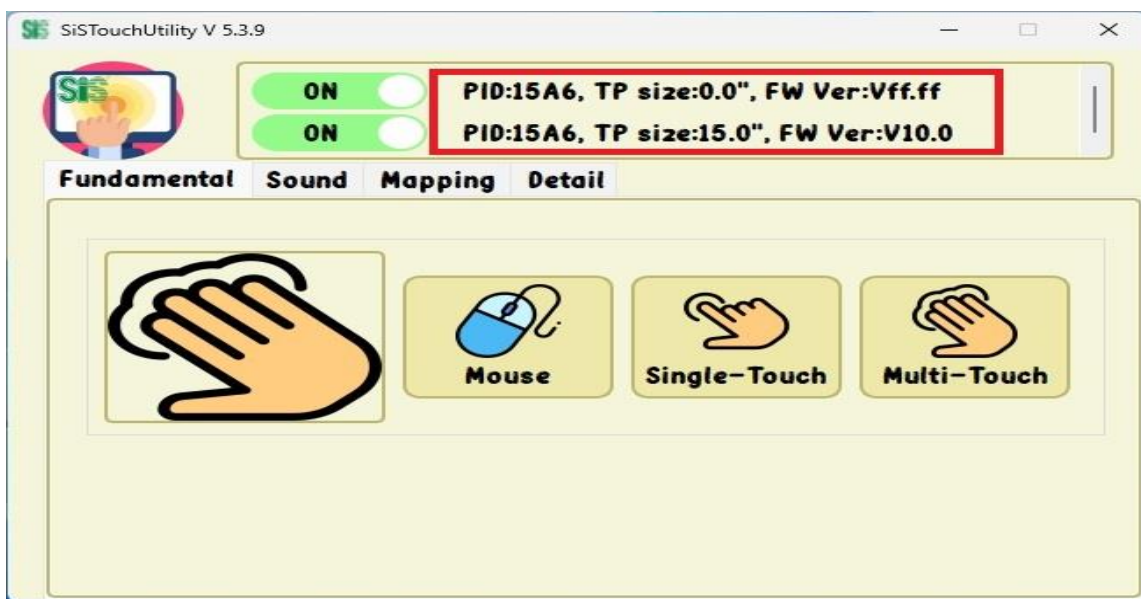 SiS SiSTouchUtility V 5.3.9
SiS
ON PID:15A6, TP size:0.0", FW Ver:Vff.ff
ON PID:15A6, TP size:15.0", FW Ver:V10.0
Fundamental Sound Mapping Detail
Mouse Single-Touch Multi-Touch